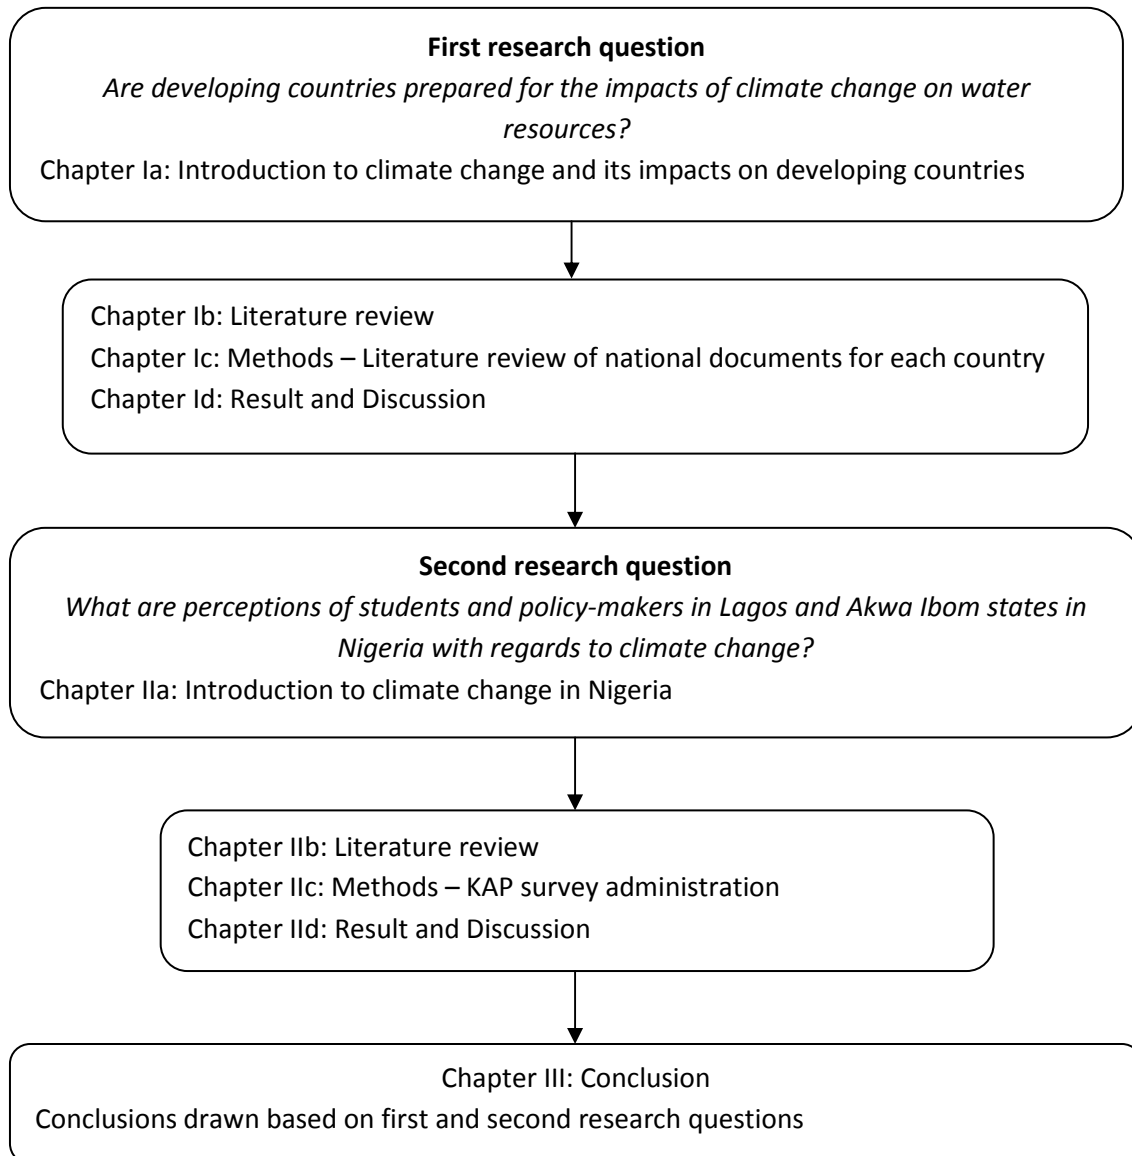 First research question
Are developing countries prepared for the impacts of climate change on water
resources?
Chapter Ia: Introduction to climate change and its impacts on developing countries
Chapter Ib: Literature review
Chapter Ic: Methods – Literature review of national documents for each country
Chapter Id: Result and Discussion
Second research question
What are perceptions of students and policy-makers in Lagos and Akwa Ibom states in
Nigeria with regards to climate change?
Chapter IIa: Introduction to climate change in Nigeria
Chapter IIb: Literature review
Chapter IIc: Methods – KAP survey administration
Chapter IId: Result and Discussion
Chapter III: Conclusion
Conclusions drawn based on first and second research questions